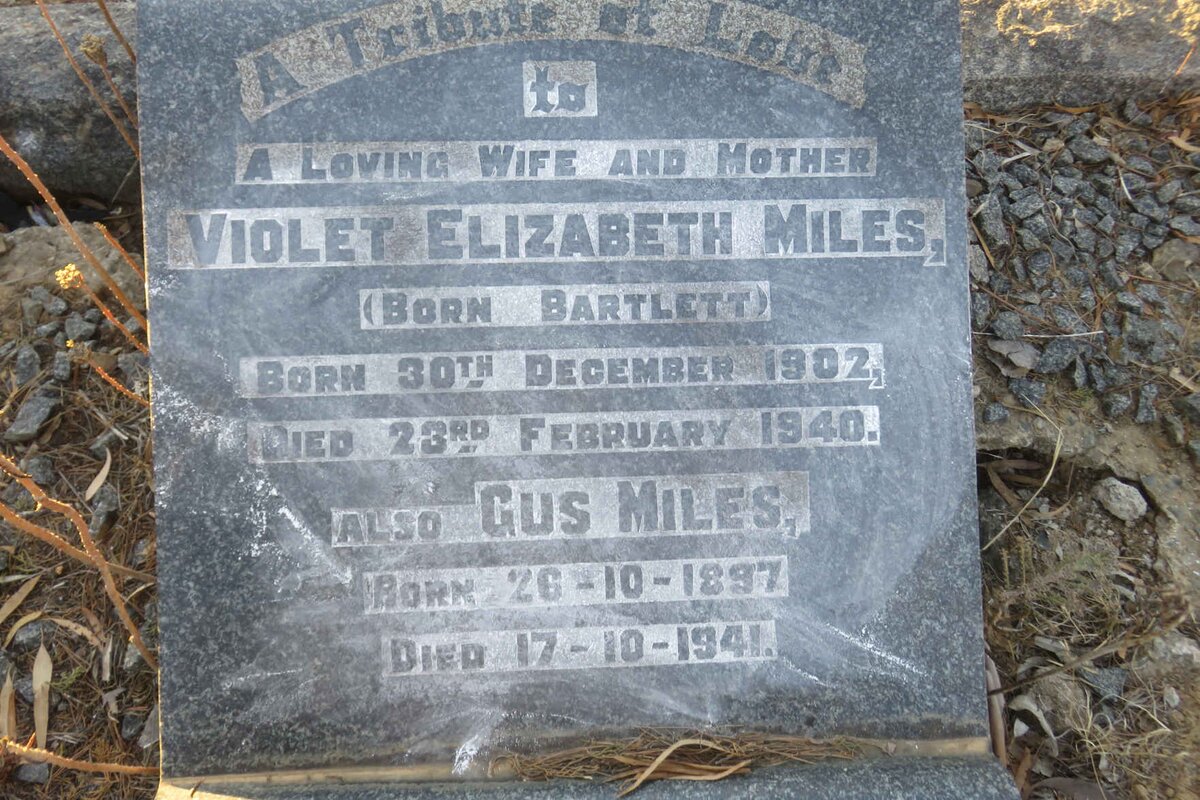 A Tribute of Love
to
A LOVING WIFE AND MOTHER
VIOLET ELIZABETH MILES,
(BORN BARTLETT)
BORN 30TH DECEMBER 1902,
DIED 23RD FEBRUARY 1940.
ALSO GUS MILES,
BORN 26-10-1897
DIED 17-10-1941.